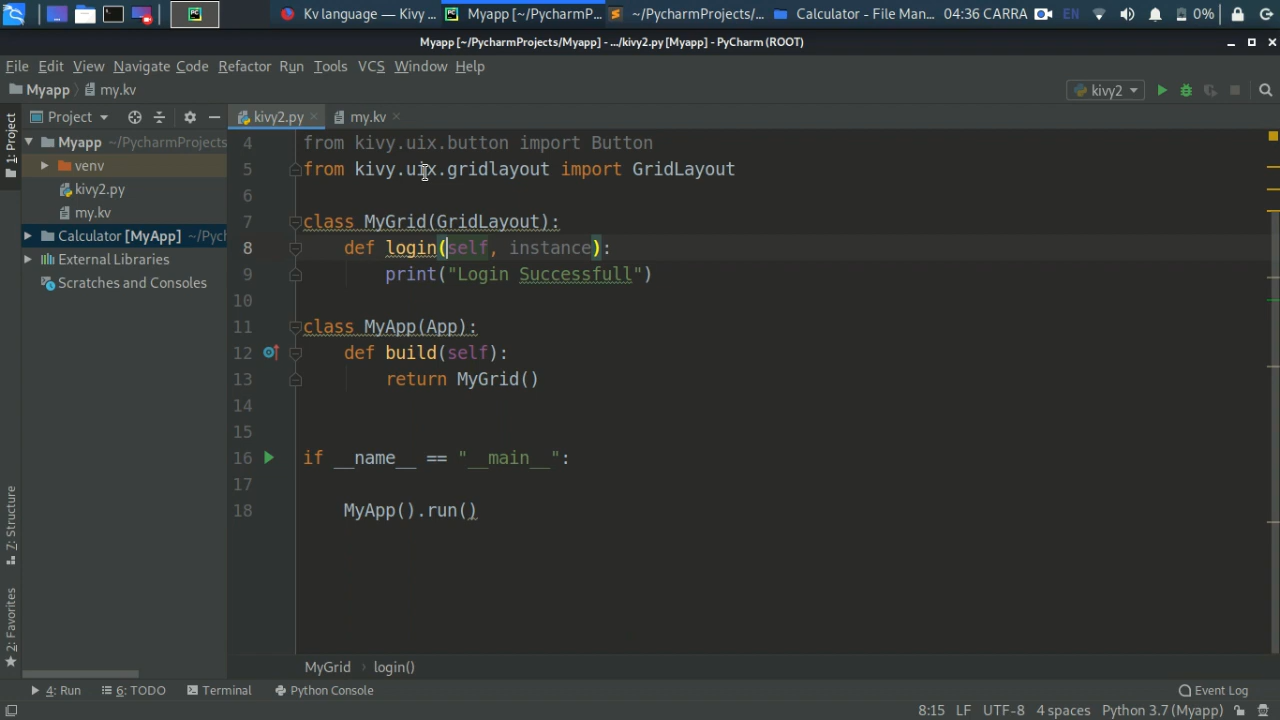 Kv language — Kivy ...
Myapp [~/PycharmP...
~/PycharmProjects/...
Calculator - File Man...
04:36 CARRA
EN
0%
Myapp [~/PycharmProjects/Myapp] - .../kivy2.py [Myapp] - PyCharm (ROOT)
File Edit View Navigate Code Refactor Run Tools VCS Window Help
Myapp my.kv
kivy2
1: Project
Project
kivy2.py
my.kv
Myapp ~/PycharmProjects
venv
kivy2.py
my.kv
Calculator [MyApp] ~/Pych
External Libraries
Scratches and Consoles
4 from kivy.uix.button import Button
5 from kivy.uix.gridlayout import GridLayout
6
7 class MyGrid(GridLayout):
8 def login(self, instance):
9 print("Login Successfull")
10
11 class MyApp(App):
12 def build(self):
13 return MyGrid()
14
15
16 if __name__ == "__main__":
17
18 MyApp().run()
7: Structure
2: Favorites
MyGrid login()
4: Run 6: TODO Terminal Python Console Event Log
8:15 LF UTF-8 4 spaces Python 3.7 (Myapp)